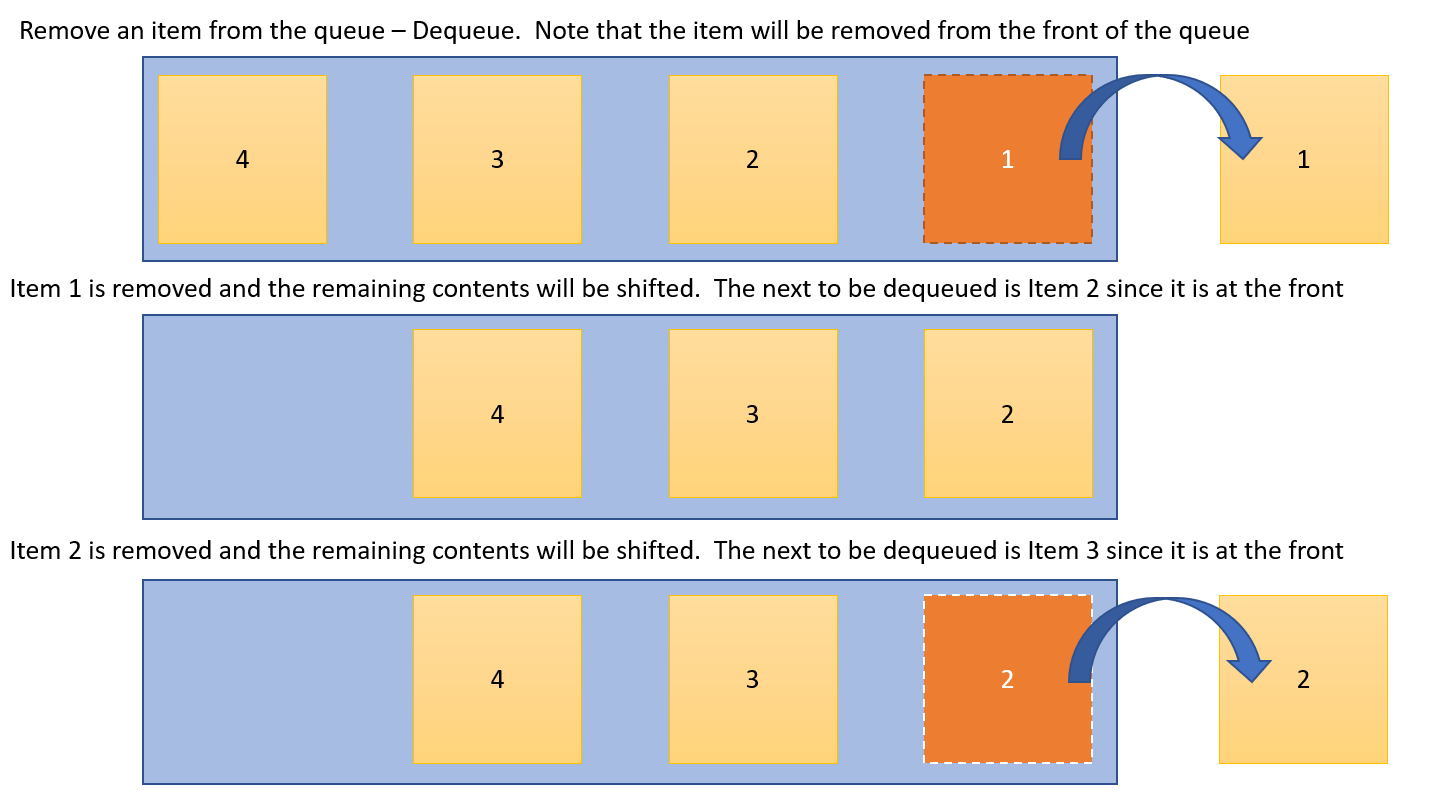 Remove an item from the queue – Dequeue.  Note that the item will be removed from the front of the queue
4 3 2 1 1
Item 1 is removed and the remaining contents will be shifted.  The next to be dequeued is Item 2 since it is at the front
4 3 2
Item 2 is removed and the remaining contents will be shifted.  The next to be dequeued is Item 3 since it is at the front
4 3 2 2